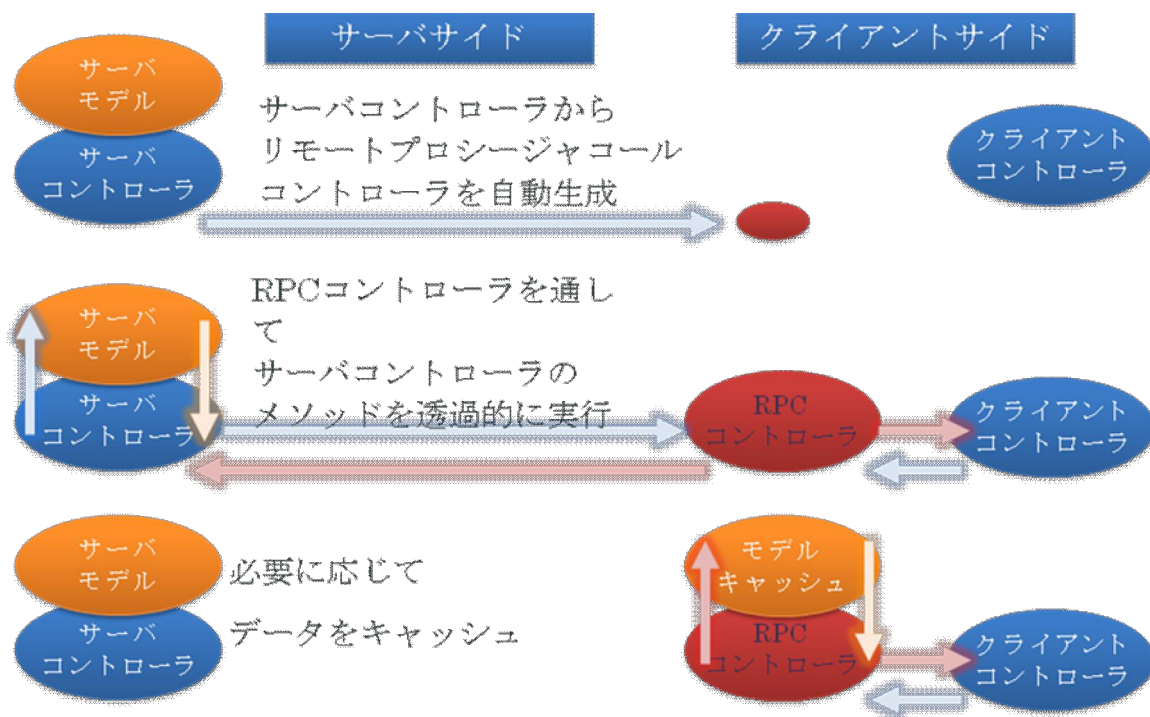 サーバサイド
クライアントサイド
サーバ
モデル
サーバ
コントローラ
サーバコントローラから
リモートプロシージャコール
コントローラを自動生成
クライアント
コントローラ
サーバ
モデル
サーバ
コントローラ
RPCコントローラを通し
て
サーバコントローラの
メソッドを透過的に実行
RPC
コントローラ
クライアント
コントローラ
サーバ
モデル
サーバ
コントローラ
必要に応じて
データをキャッシュ
モデル
キャッシュ
RPC
コントローラ
クライアント
コントローラ